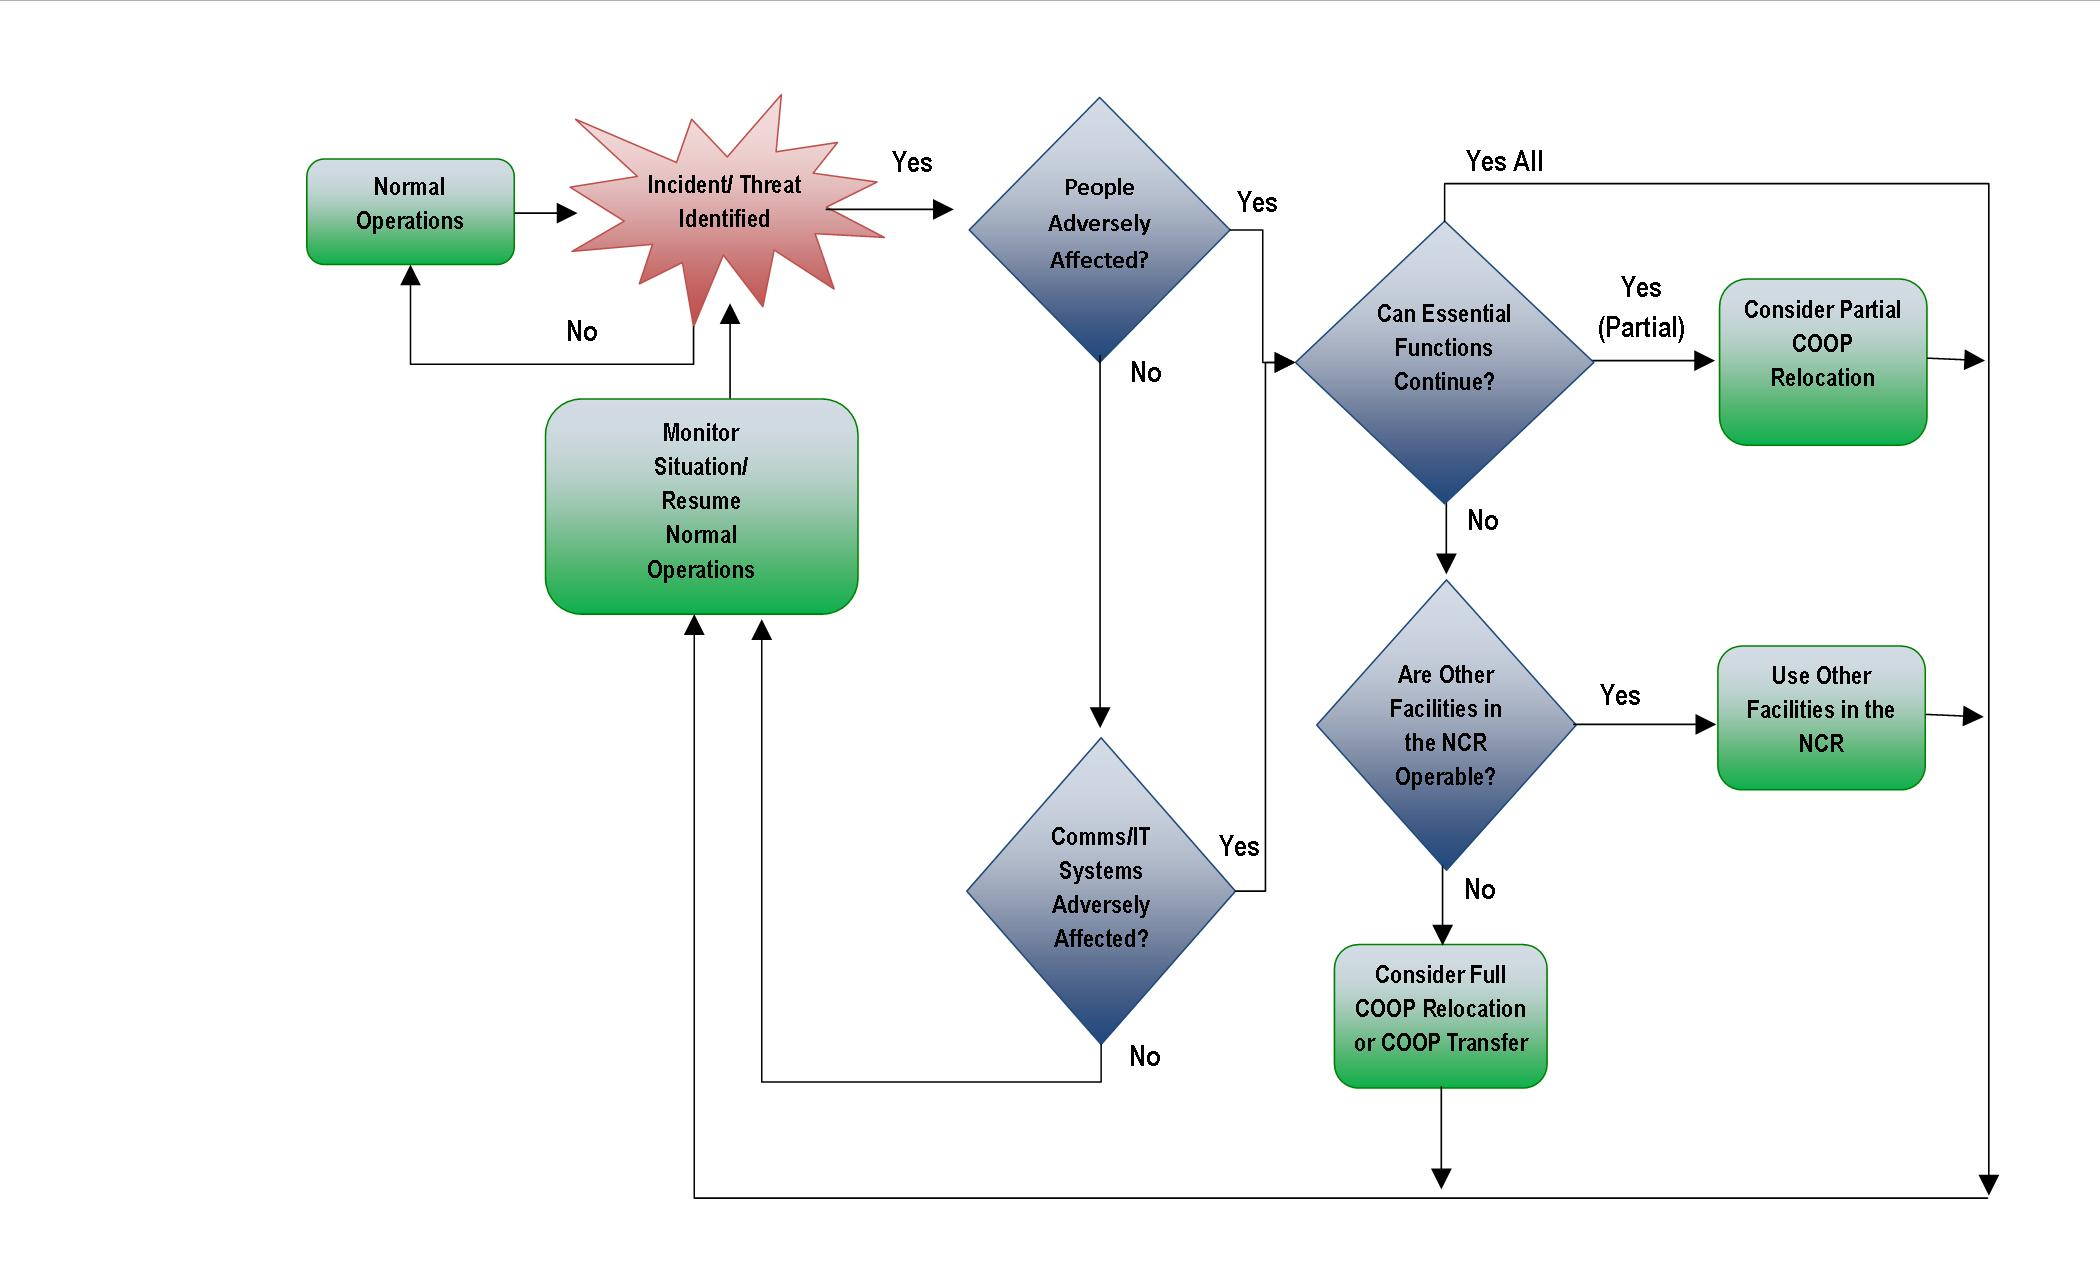 Normal
Operations
Incident/ Threat
Identified
Yes
No
Monitor
Situation/
Resume
Normal
Operations
People
Adversely
Affected?
Yes
No
Comms/IT
Systems
Adversely
Affected?
Yes
No
Can Essential
Functions
Continue?
Yes All
Yes
(Partial)
Consider Partial
COOP
Relocation
No
Are Other
Facilities in
the NCR
Operable?
Yes
Use Other
Facilities in the
NCR
No
Consider Full
COOP Relocation
or COOP Transfer